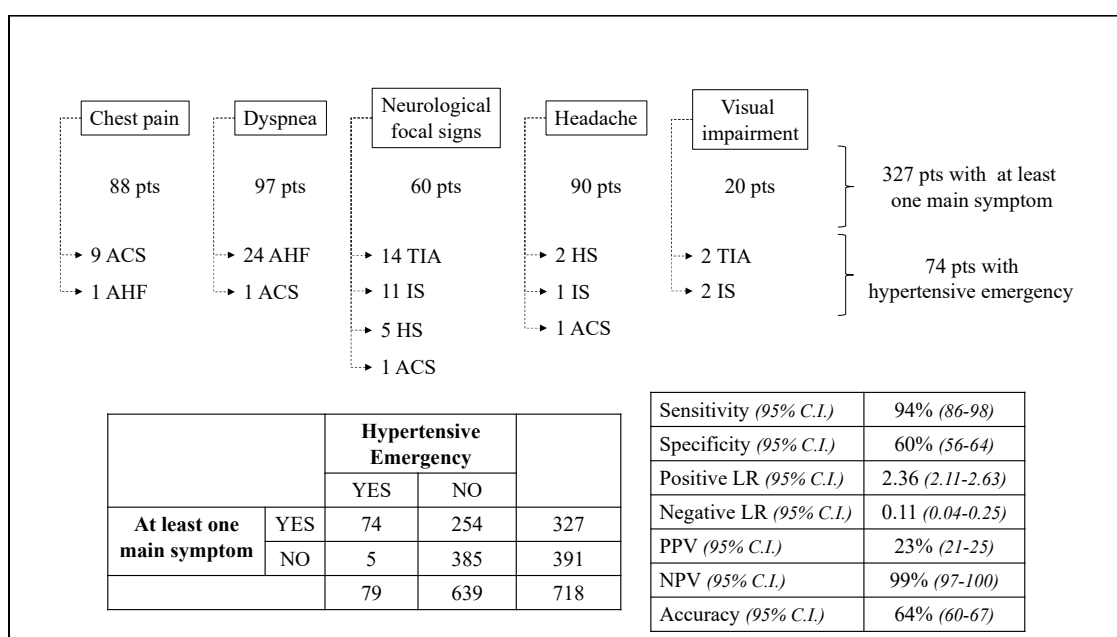 Chest pain
Dyspnea
Neurological
focal signs
Headache
Visual
impairment
88 pts
97 pts
60 pts
90 pts
20 pts
327 pts with at least
one main symptom
9 ACS
1 AHF
24 AHF
1 ACS
14 TIA
11 IS
5 HS
1 ACS
2 HS
1 IS
1 ACS
2 TIA
2 IS
74 pts with
hypertensive emergency
Hypertensive
Emergency
YES NO
At least one
main symptom
YES 74 254 327
NO 5 385 391
79 639 718
Sensitivity (95% C.I.) 94% (86-98)
Specificity (95% C.I.) 60% (56-64)
Positive LR (95% C.I.) 2.36 (2.11-2.63)
Negative LR (95% C.I.) 0.11 (0.04-0.25)
PPV (95% C.I.) 23% (21-25)
NPV (95% C.I.) 99% (97-100)
Accuracy (95% C.I.) 64% (60-67)